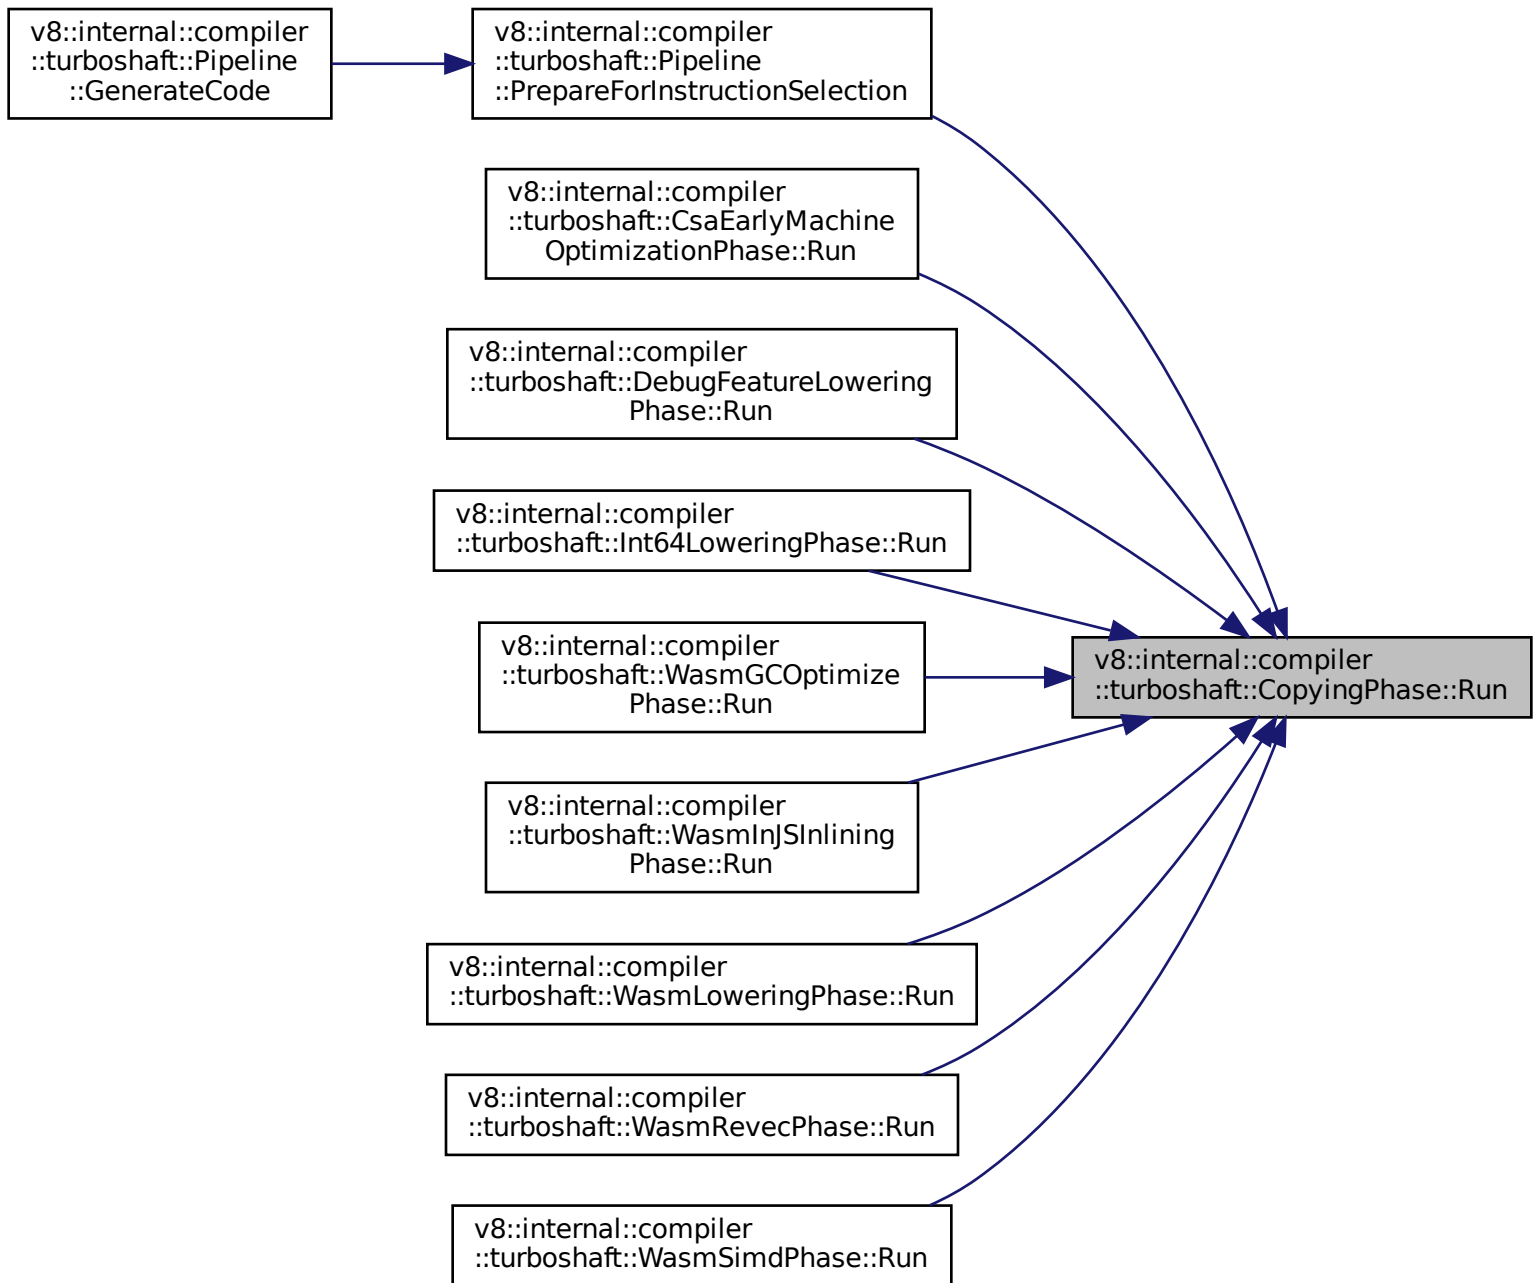 v8::internal::compiler
::turboshaft::Pipeline
::GenerateCode
v8::internal::compiler
::turboshaft::Pipeline
::PrepareForInstructionSelection
v8::internal::compiler
::turboshaft::CsaEarlyMachine
OptimizationPhase::Run
v8::internal::compiler
::turboshaft::DebugFeatureLowering
Phase::Run
v8::internal::compiler
::turboshaft::Int64LoweringPhase::Run
v8::internal::compiler
::turboshaft::WasmGCOptimize
Phase::Run
v8::internal::compiler
::turboshaft::CopyingPhase::Run
v8::internal::compiler
::turboshaft::WasmInJSInlining
Phase::Run
v8::internal::compiler
::turboshaft::WasmLoweringPhase::Run
v8::internal::compiler
::turboshaft::WasmRevecPhase::Run
v8::internal::compiler
::turboshaft::WasmSimdPhase::Run